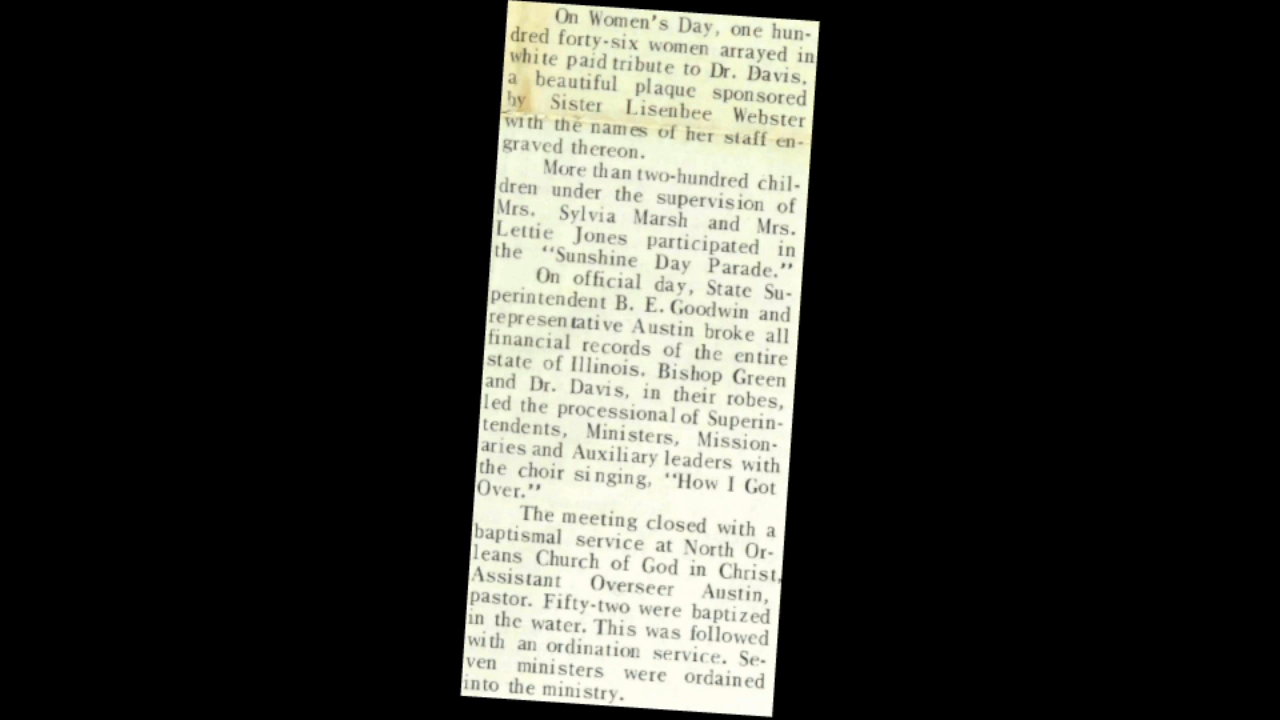 On Women's Day, one hun-
dred forty-six women arrayed in
white paid tribute to Dr. Davis.
a beautiful plaque sponsored
by Sister Lisenbee Webster
with the names of her staff en-
graved thereon.
More than two-hundred chil-
dren under the supervision of
Mrs. Sylvia Marsh and Mrs.
Lettie Jones participated in
the "Sunshine Day Parade."
On official day, State Su-
perintendent B. E. Goodwin and
representative Austin broke all
financial records of the entire
state of Illinois. Bishop Green
and Dr. Davis, in their robes,
led the processional of Superin-
tendents, Ministers, Mission-
aries and Auxiliary leaders with
the choir singing, "How I Got
Over."
The meeting closed with a
baptismal service at North Or-
leans Church of God in Christ,
Assistant Overseer Austin,
pastor. Fifty-two were baptized
in the water. This was followed
with an ordination service. Se-
ven ministers were ordained
into the ministry.